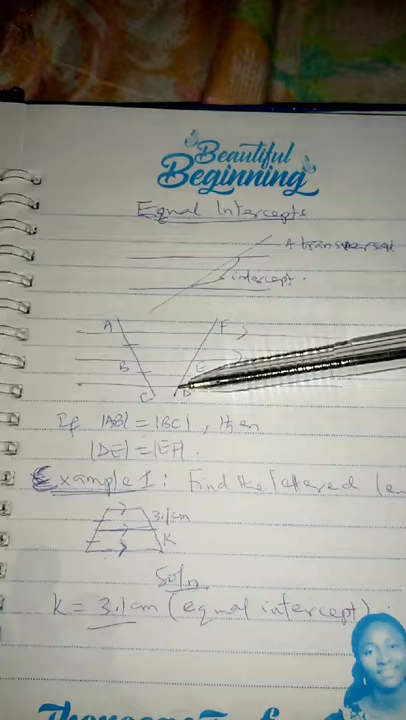 Beautiful
Beginning
Equal Intercepts
A transversal
intercept.
A F
B E
C D
If |AB| = |BC|, then
|DE| = |EF|.
Example 1: Find the lettered
3.1cm
K
Soln
K = 3.1cm (equal intercept).